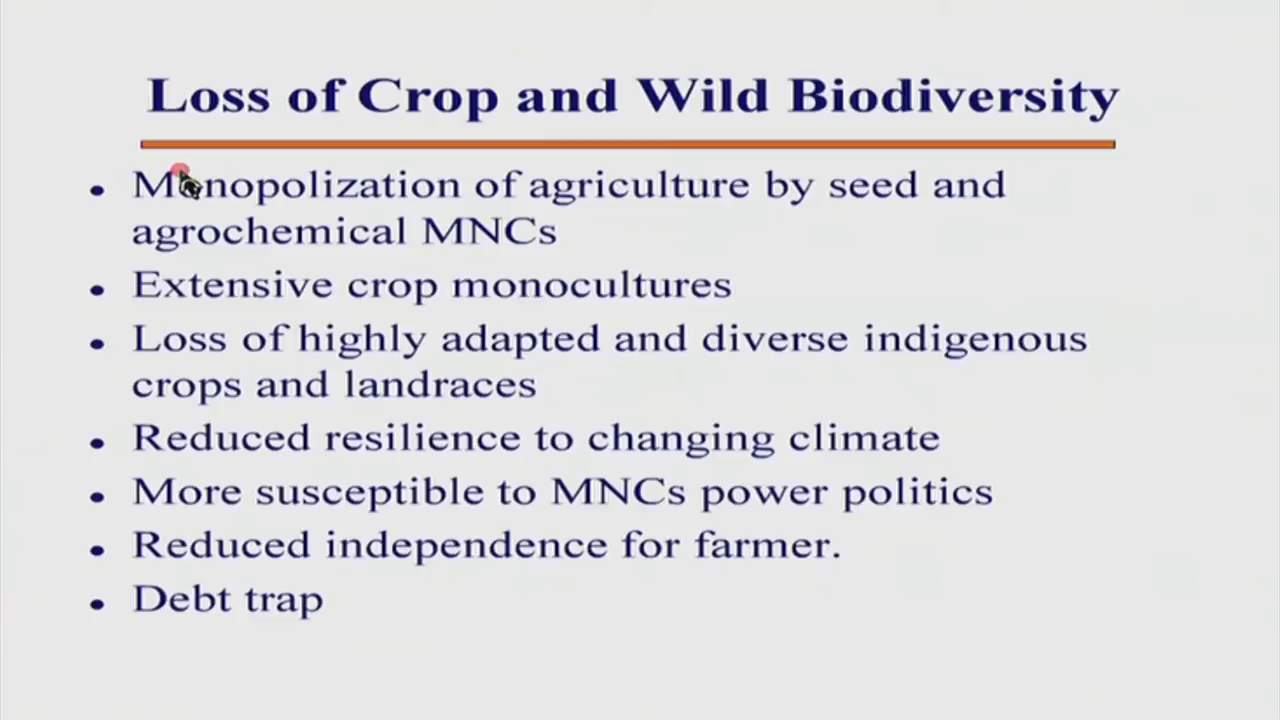 Loss of Crop and Wild Biodiversity
• Monopolization of agriculture by seed and
agrochemical MNCs
• Extensive crop monocultures
• Loss of highly adapted and diverse indigenous
crops and landraces
• Reduced resilience to changing climate
• More susceptible to MNCs power politics
• Reduced independence for farmer.
• Debt trap